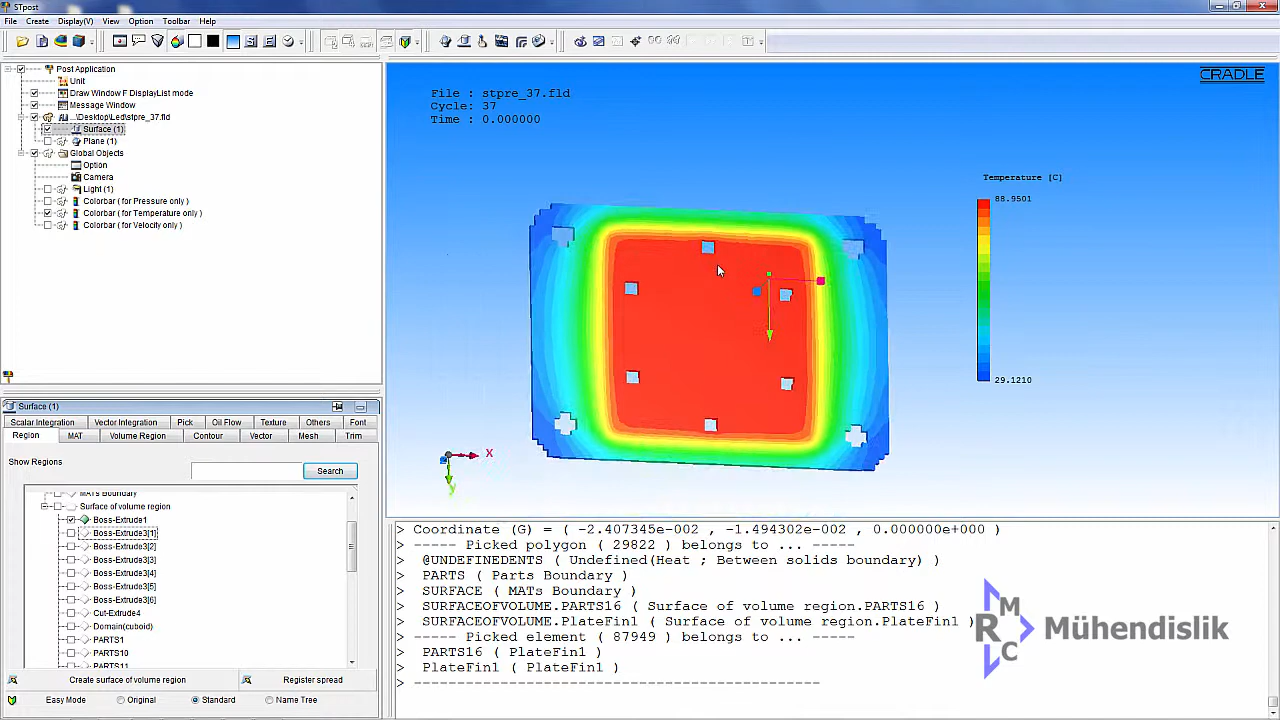 STpost
File Create Display(V) View Option Toolbar Help
Post Application
Unit
Draw Window F DisplayList mode
Message Window
...\Desktop\Led\stpre_37.fld
Surface (1)
Plane (1)
Global Objects
Option
Camera
Light (1)
Colorbar ( for Pressure only )
Colorbar ( for Temperature only )
Colorbar ( for Velocity only )
CRADLE
File : stpre_37.fld
Cycle: 37
Time : 0.000000
Temperature [C]
88.9501
29.1210
X
y
Surface (1)
Scalar Integration Vector Integration Pick Oil Flow Texture Others Font
Region MAT Volume Region Contour Vector Mesh Trim
Show Regions
Search
MATs Boundary
Surface of volume region
Boss-Extrude1
Boss-Extrude3[1]
Boss-Extrude3[2]
Boss-Extrude3[3]
Boss-Extrude3[4]
Boss-Extrude3[5]
Boss-Extrude3[6]
Cut-Extrude4
Domain(cuboid)
PARTS1
PARTS10
PARTS11
Create surface of volume region Register spread
Easy Mode Original Standard Name Tree
> Coordinate (G) = ( -2.407345e-002 , -1.494302e-002 , 0.000000e+000 )
> ----- Picked polygon ( 29822 ) belongs to ... -----
> @UNDEFINEDENTS ( Undefined(Heat ; Between solids boundary) )
> PARTS ( Parts Boundary )
> SURFACE ( MATs Boundary )
> SURFACEOFVOLUME.PARTS16 ( Surface of volume region.PARTS16 )
> SURFACEOFVOLUME.PlateFin1 ( Surface of volume region.PlateFin1 )
> ----- Picked element ( 87949 ) belongs to ... -----
> PARTS16 ( PlateFin1 )
> PlateFin1 ( PlateFin1 )
> ---------------------------------------------
MRC Mühendislik